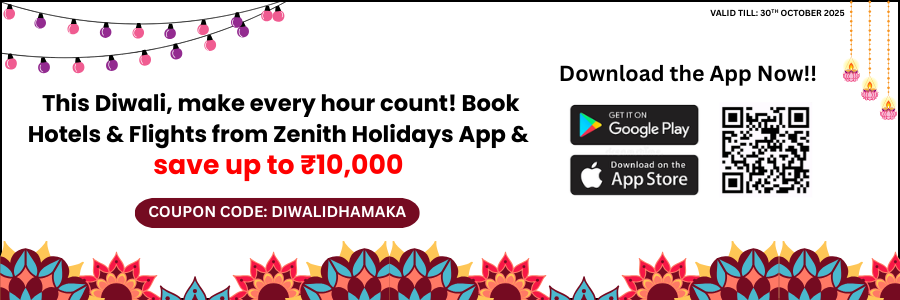 VALID TILL: 30TH OCTOBER 2025
This Diwali, make every hour count! Book
Hotels & Flights from Zenith Holidays App &
save up to ₹10,000
COUPON CODE: DIWALIDHAMAKA
Download the App Now!!
GET IT ON
Google Play
Download on the
App Store